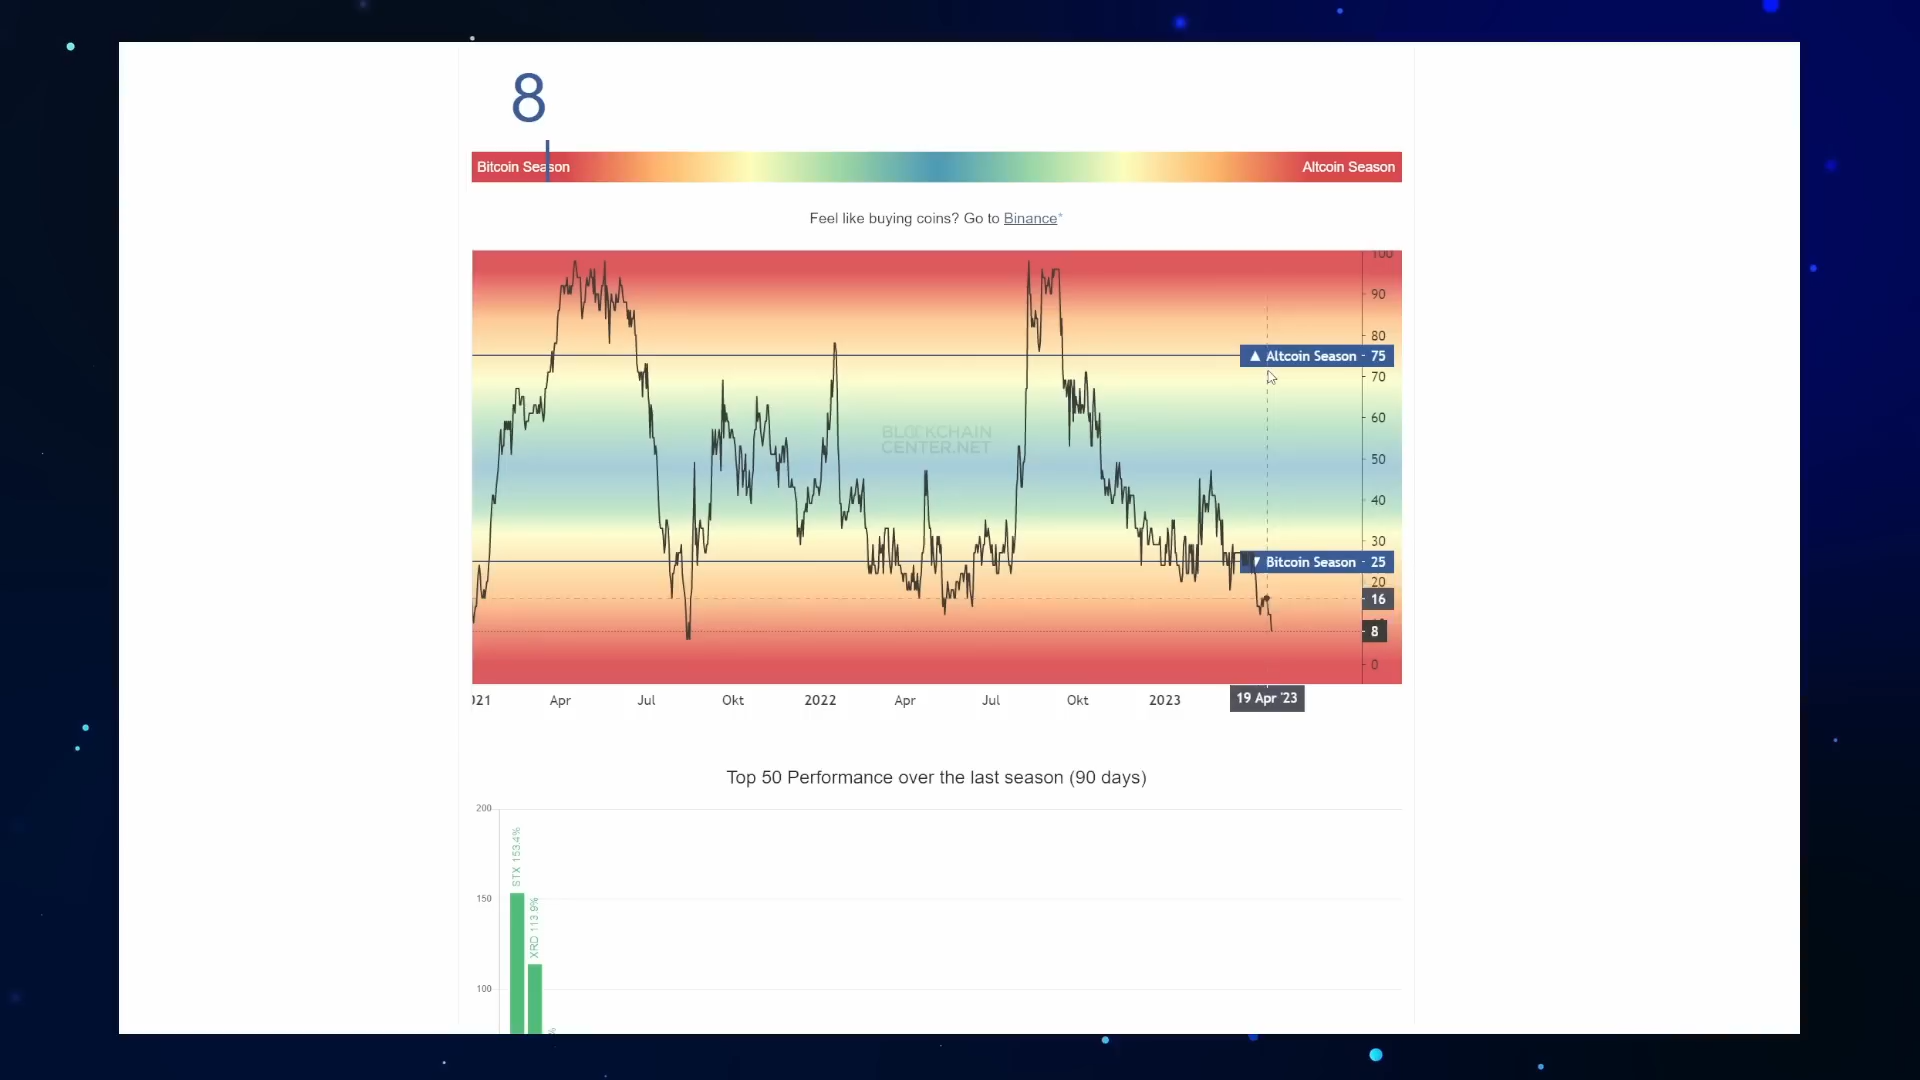 8
Bitcoin Season
Altcoin Season
Feel like buying coins? Go to Binance*
100
90
80
▲ Altcoin Season - 75
70
60
BLOCKCHAIN
CENTER.NET
50
40
30
▼ Bitcoin Season - 25
20
16
8
0
021 Apr Jul Okt 2022 Apr Jul Okt 2023 19 Apr '23
Top 50 Performance over the last season (90 days)
200
STX 153.4%
150
XRD 113.9%
100
%